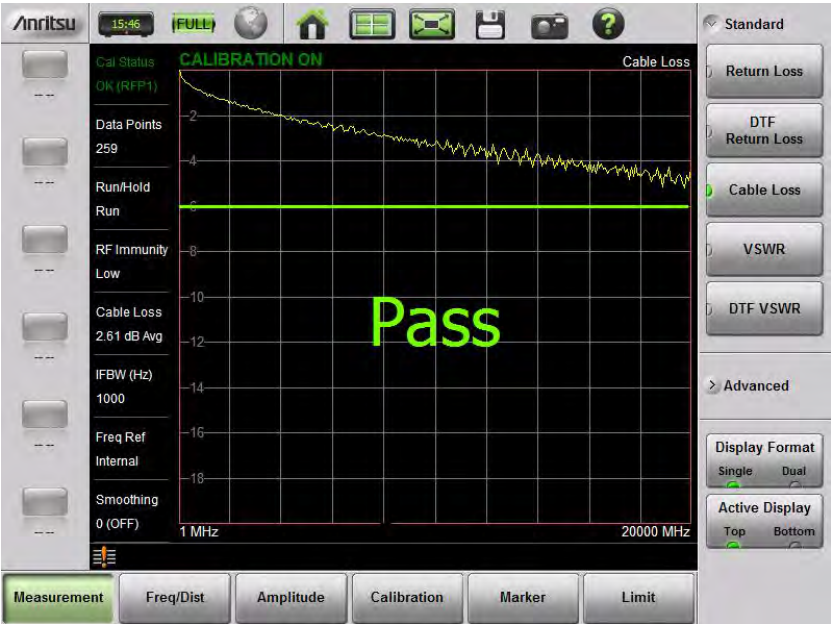 Anritsu
15:46
FULL
?
Cal Status
OK (RFP1)
Data Points
259
Run/Hold
Run
RF Immunity
Low
Cable Loss
2.61 dB Avg
IFBW (Hz)
1000
Freq Ref
Internal
Smoothing
0 (OFF)
-- --
-- --
-- --
-- --
-- --
-- --
CALIBRATION ON
Cable Loss
-2
-4
-6
-8
-10
-12
-14
-16
-18
Pass
1 MHz
20000 MHz
Standard
Return Loss
DTF
Return Loss
Cable Loss
VSWR
DTF VSWR
Advanced
Display Format
Single Dual
Active Display
Top Bottom
Measurement
Freq/Dist
Amplitude
Calibration
Marker
Limit